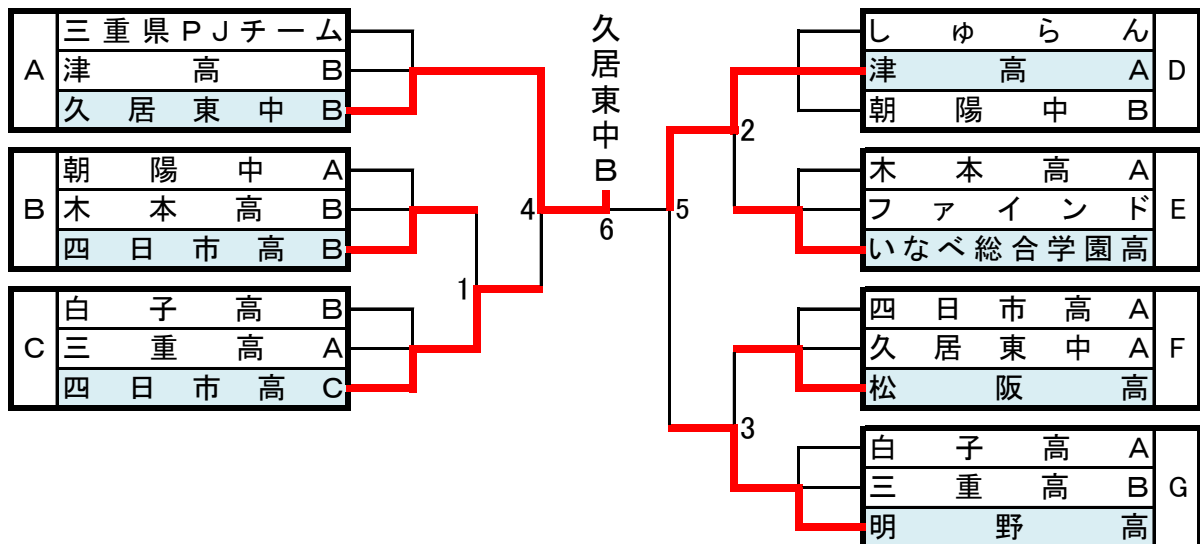 A
三重県PJチーム
津高B
久居東中B
B
朝陽中A
木本高B
四日市高B
C
白子高B
三重高A
四日市高C
1
4
久居東中B
6
5
2
3
しゅらん
津高A
朝陽中B
D
木本高A
ファインド
いなべ総合学園高
E
四日市高A
久居東中A
松阪高
F
白子高A
三重高B
明野高
G